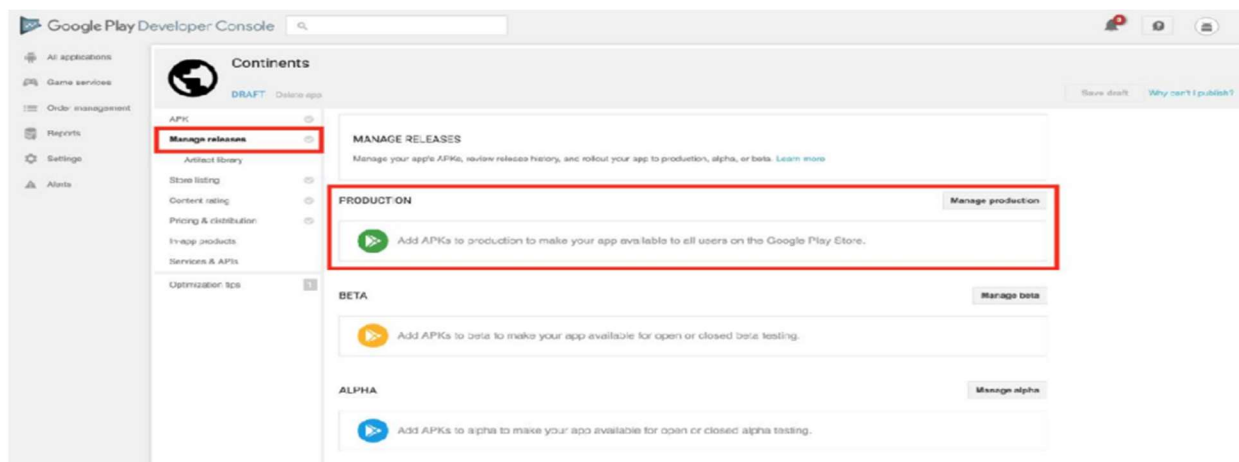 Google Play Developer Console
All applications
Game services
Order management
Reports
Settings
Alerts
Continents
DRAFT Delete app
Save draft Why can't I publish?
APK
Manage releases
Artifact library
Store listing
Content rating
Pricing & distribution
In-app products
Services & APIs
Optimization tips 1
MANAGE RELEASES
Manage your app's APKs, review release history, and rollout your app to production, alpha, or beta. Learn more
PRODUCTION Manage production
Add APKs to production to make your app available to all users on the Google Play Store.
BETA Manage beta
Add APKs to beta to make your app available for open or closed beta testing.
ALPHA Manage alpha
Add APKs to alpha to make your app available for open or closed alpha testing.